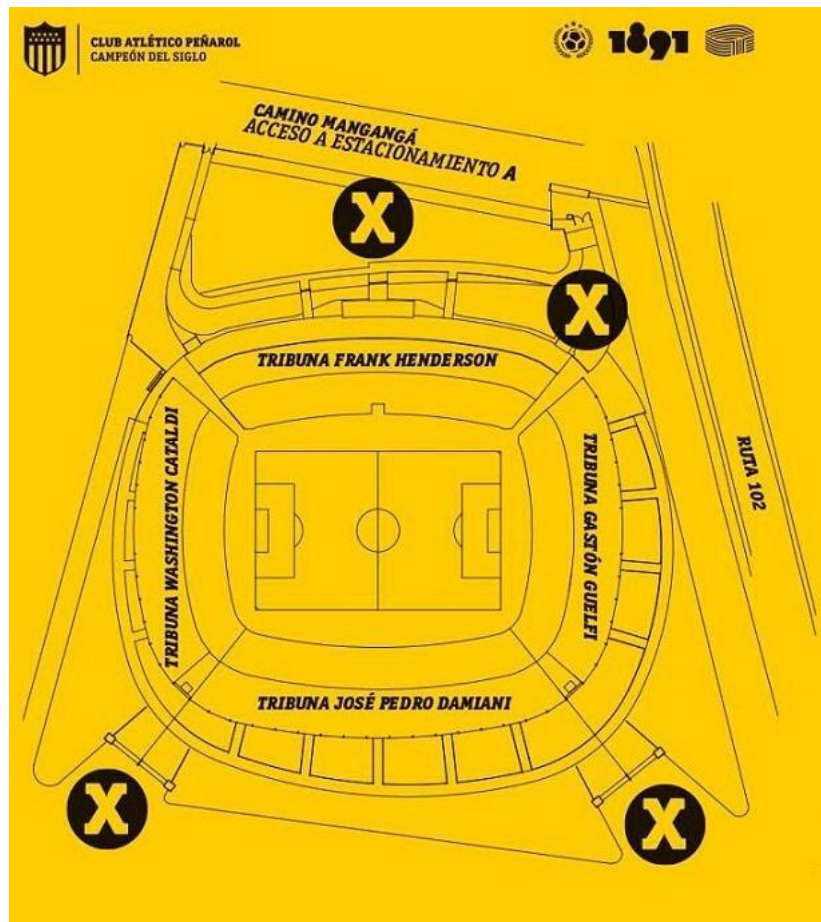 CLUB ATLÉTICO PEÑAROL
CAMPEÓN DEL SIGLO
1891
CAMINO MANGANGÁ
ACCESO A ESTACIONAMIENTO A
X
X
TRIBUNA FRANK HENDERSON
TRIBUNA WASHINGTON CATALDI
TRIBUNA GASTÓN GUELFI
RUTA 102
TRIBUNA JOSÉ PEDRO DAMIANI
X
X